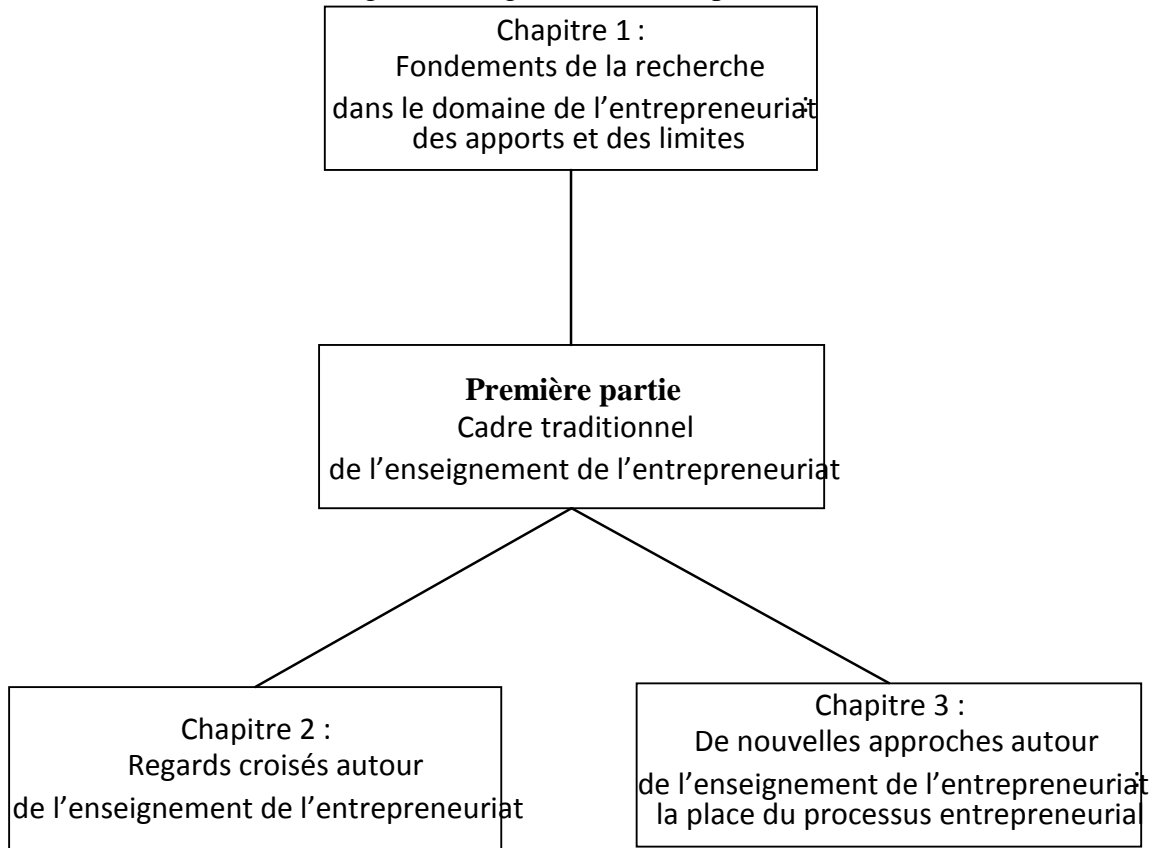 Chapitre 1 :
Fondements de la recherche
dans le domaine de l’entrepreneuriat :
des apports et des limites
Première partie
Cadre traditionnel
de l’enseignement de l’entrepreneuriat
Chapitre 2 :
Regards croisés autour
de l’enseignement de l’entrepreneuriat
Chapitre 3 :
De nouvelles approches autour
de l’enseignement de l’entrepreneuriat :
la place du processus entrepreneurial